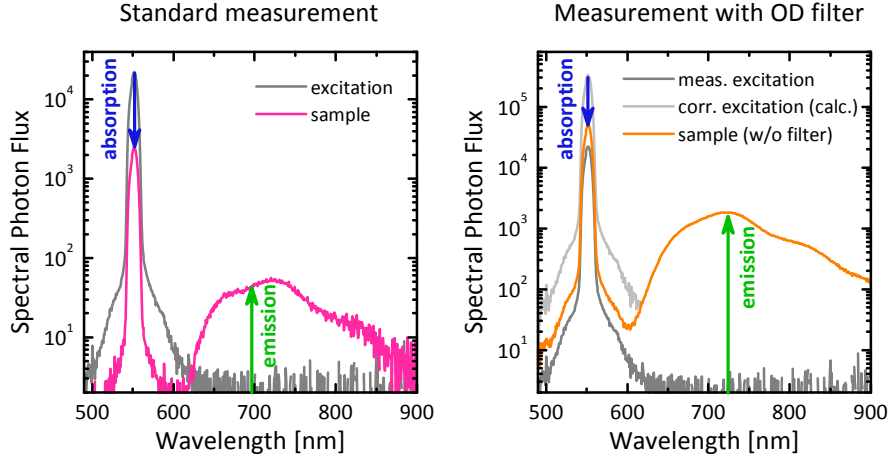 Standard measurement
Spectral Photon Flux
10^4
10^3
10^2
10^1
absorption
excitation
sample
emission
500 600 700 800 900
Wavelength [nm]
Measurement with OD filter
Spectral Photon Flux
10^5
10^4
10^3
10^2
10^1
absorption
meas. excitation
corr. excitation (calc.)
sample (w/o filter)
emission
500 600 700 800 900
Wavelength [nm]